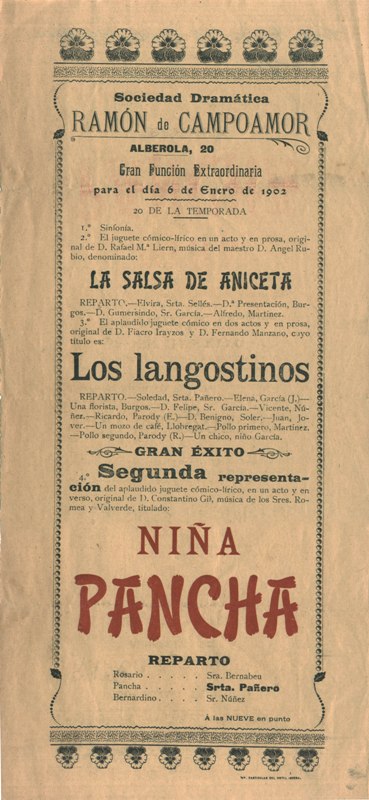 Sociedad Dramática
RAMÓN de CAMPOAMOR
ALBEROLA, 20
Gran Función Extraordinaria
para el día 6 de Enero de 1902
20 DE LA TEMPORADA
1.º Sinfonía.
2.º El juguete cómico-lírico en un acto y en prosa, origi-
nal de D. Rafael M.ª Liern, música del maestro D. Angel Ru-
bio, denominado:
LA SALSA DE ANICETA
REPARTO.—Elvira, Srta. Sellés.—D.ª Presentación, Bur-
gos.—D. Gumersindo, Sr. García.—Alfredo, Martinez.
3.º El aplaudido juguete cómico en dos actos y en prosa,
original de D. Fiacro Irayzos y D. Fernando Manzano, cuyo
título es:
Los langostinos
REPARTO.—Soledad, Srta. Pañero.—Elena, García (J.)—
Una florista, Burgos.—D. Felipe, Sr. García.—Vicente, Nú-
ñez.—Ricardo, Parody (E.)—D. Benigno, Soler.—Juan, Jo-
ver.—Un mozo de café, Llobregat.—Pollo primero, Martinez.
—Pollo segundo, Parody (R.)—Un chico, niño García.
GRAN ÉXITO
4.º Segunda representa-
ción del aplaudido juguete cómico-lírico, en un acto y en
verso, original de D. Constantino Gil, música de los Sres. Ro-
mea y Valverde, titulado:
NIÑA
PANCHA
REPARTO
Rosario . . . . . Sra. Bernabeu
Pancha . . . . . Srta. Pañero
Bernardino . . . . Sr. Núñez
Á las NUEVE en punto